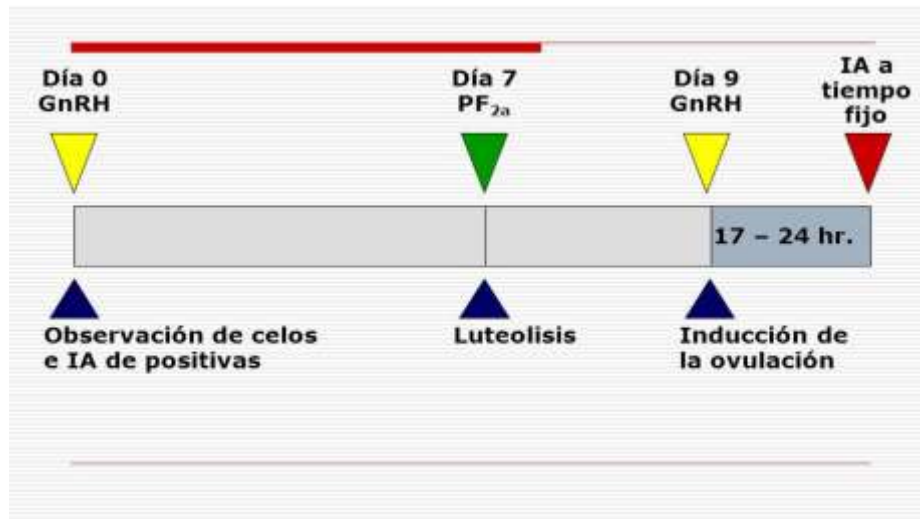 Día 0
GnRH
Día 7
PF2a
Día 9
GnRH
IA a
tiempo
fijo
17 – 24 hr.
Observación de celos
e IA de positivas
Luteolisis
Inducción de
la ovulación